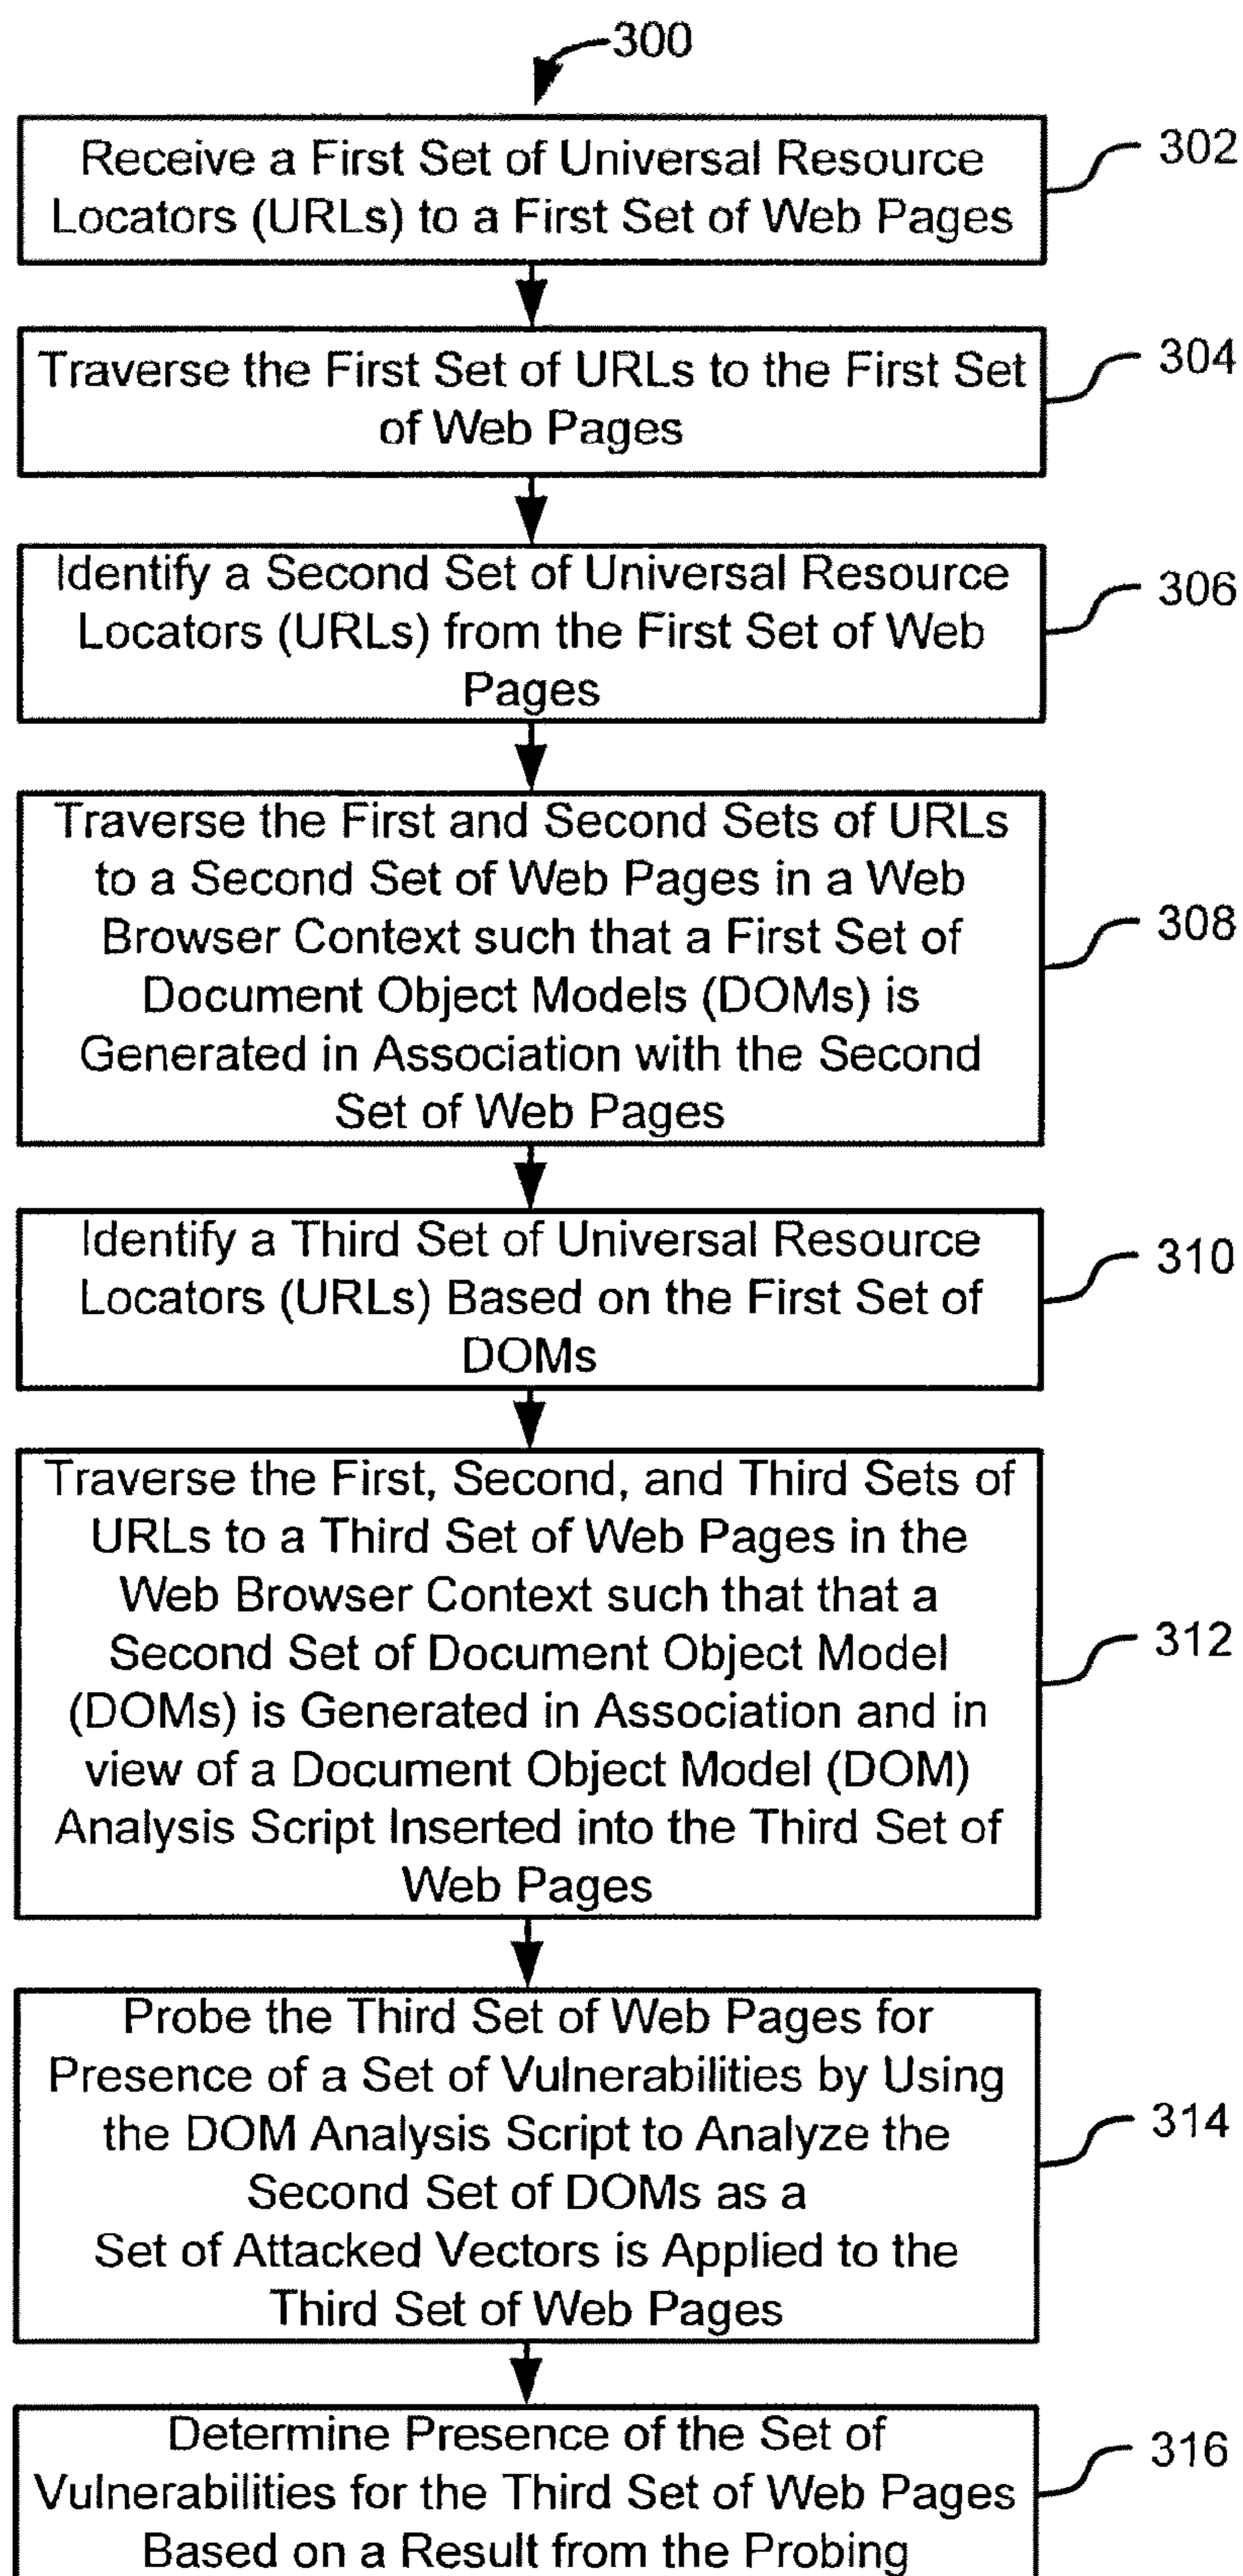 300
Receive a First Set of Universal Resource
Locators (URLs) to a First Set of Web Pages
302
Traverse the First Set of URLs to the First Set
of Web Pages
304
Identify a Second Set of Universal Resource
Locators (URLs) from the First Set of Web
Pages
306
Traverse the First and Second Sets of URLs
to a Second Set of Web Pages in a Web
Browser Context such that a First Set of
Document Object Models (DOMs) is
Generated in Association with the Second
Set of Web Pages
308
Identify a Third Set of Universal Resource
Locators (URLs) Based on the First Set of
DOMs
310
Traverse the First, Second, and Third Sets of
URLs to a Third Set of Web Pages in the
Web Browser Context such that that a
Second Set of Document Object Model
(DOMs) is Generated in Association and in
view of a Document Object Model (DOM)
Analysis Script Inserted into the Third Set of
Web Pages
312
Probe the Third Set of Web Pages for
Presence of a Set of Vulnerabilities by Using
the DOM Analysis Script to Analyze the
Second Set of DOMs as a
Set of Attacked Vectors is Applied to the
Third Set of Web Pages
314
Determine Presence of the Set of
Vulnerabilities for the Third Set of Web Pages
Based on a Result from the Probing
316